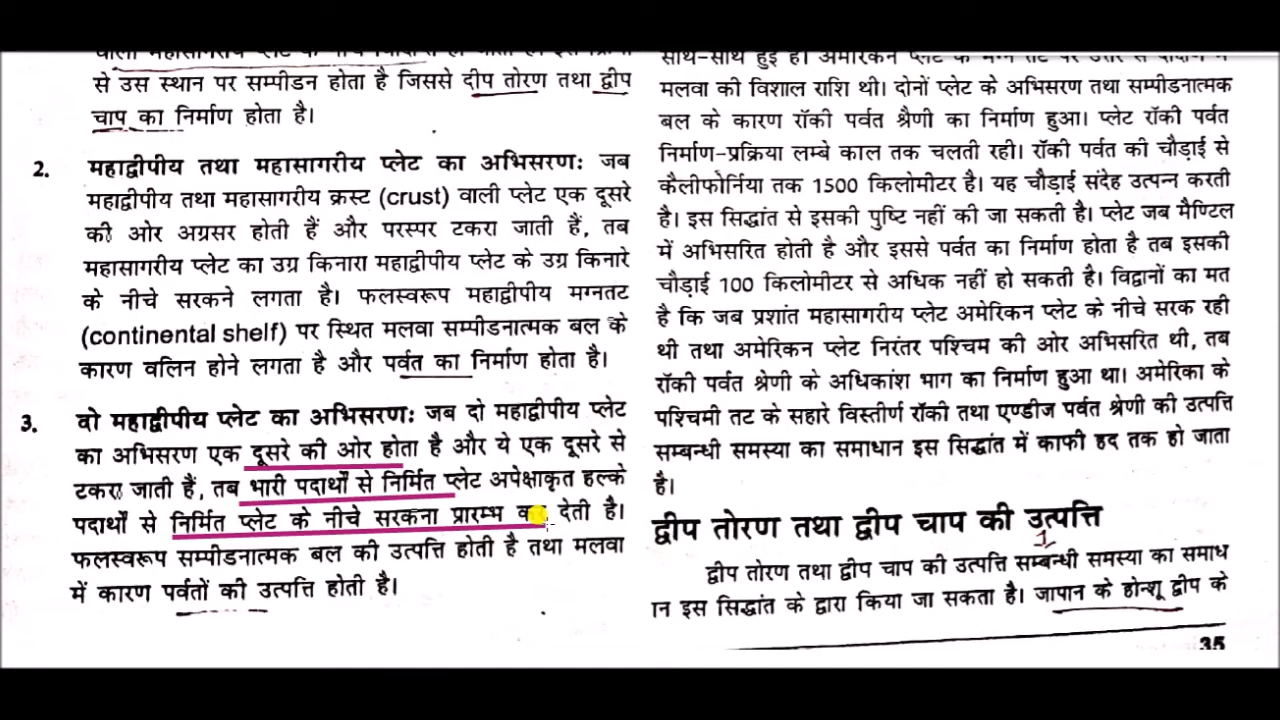 वाली महासागरीय प्लेट के नीचे
से उस स्थान पर सम्पीडन होता है जिससे दीप तोरण तथा द्वीप
चाप का निर्माण होता है।
2. महाद्वीपीय तथा महासागरीय प्लेट का अभिसरण: जब
महाद्वीपीय तथा महासागरीय क्रस्ट (crust) वाली प्लेट एक दूसरे
की ओर अग्रसर होती हैं और परस्पर टकरा जाती हैं, तब
महासागरीय प्लेट का उग्र किनारा महाद्वीपीय प्लेट के उग्र किनारे
के नीचे सरकने लगता है। फलस्वरूप महाद्वीपीय मग्नतट
(continental shelf) पर स्थित मलवा सम्पीडनात्मक बल के
कारण वलिन होने लगता है और पर्वत का निर्माण होता है।
3. दो महाद्वीपीय प्लेट का अभिसरण: जब दो महाद्वीपीय प्लेट
का अभिसरण एक दूसरे की ओर होता है और ये एक दूसरे से
टकरा जाती हैं, तब भारी पदार्थों से निर्मित प्लेट अपेक्षाकृत हल्के
पदार्थों से निर्मित प्लेट के नीचे सरकना प्रारम्भ देती है।
फलस्वरूप सम्पीडनात्मक बल की उत्पत्ति होती है तथा मलवा
में कारण पर्वतों की उत्पत्ति होती है।
साथ-साथ हुई है। अमेरिकन प्लेट के मग्न तट पर उत्तर से
मलवा की विशाल राशि थी। दोनों प्लेट के अभिसरण तथा सम्पीडनात्मक
बल के कारण रॉकी पर्वत श्रेणी का निर्माण हुआ। प्लेट रॉकी पर्वत
निर्माण-प्रक्रिया लम्बे काल तक चलती रही। रॉकी पर्वत की चौड़ाई से
कैलीफोर्निया तक 1500 किलोमीटर है। यह चौड़ाई संदेह उत्पन्न करती
है। इस सिद्धांत से इसकी पुष्टि नहीं की जा सकती है। प्लेट जब मैण्टिल
में अभिसरित होती है और इससे पर्वत का निर्माण होता है तब इसकी
चौड़ाई 100 किलोमीटर से अधिक नहीं हो सकती है। विद्वानों का मत
है कि जब प्रशांत महासागरीय प्लेट अमेरिकन प्लेट के नीचे सरक रही
थी तथा अमेरिकन प्लेट निरंतर पश्चिम की ओर अभिसरित थी, तब
रॉकी पर्वत श्रेणी के अधिकांश भाग का निर्माण हुआ था। अमेरिका के
पश्चिमी तट के सहारे विस्तीर्ण रॉकी तथा एण्डीज पर्वत श्रेणी की उत्पत्ति
सम्बन्धी समस्या का समाधान इस सिद्धांत में काफी हद तक हो जाता
है।
द्वीप तोरण तथा द्वीप चाप की उत्पत्ति
द्वीप तोरण तथा द्वीप चाप की उत्पत्ति सम्बन्धी समस्या का समाध
ान इस सिद्धांत के द्वारा किया जा सकता है। जापान के होन्शू द्वीप के
35